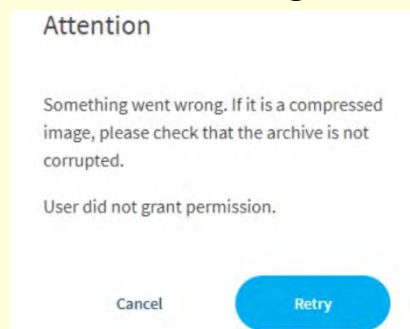 Attention
Something went wrong. If it is a compressed
image, please check that the archive is not
corrupted.
User did not grant permission.
Cancel
Retry